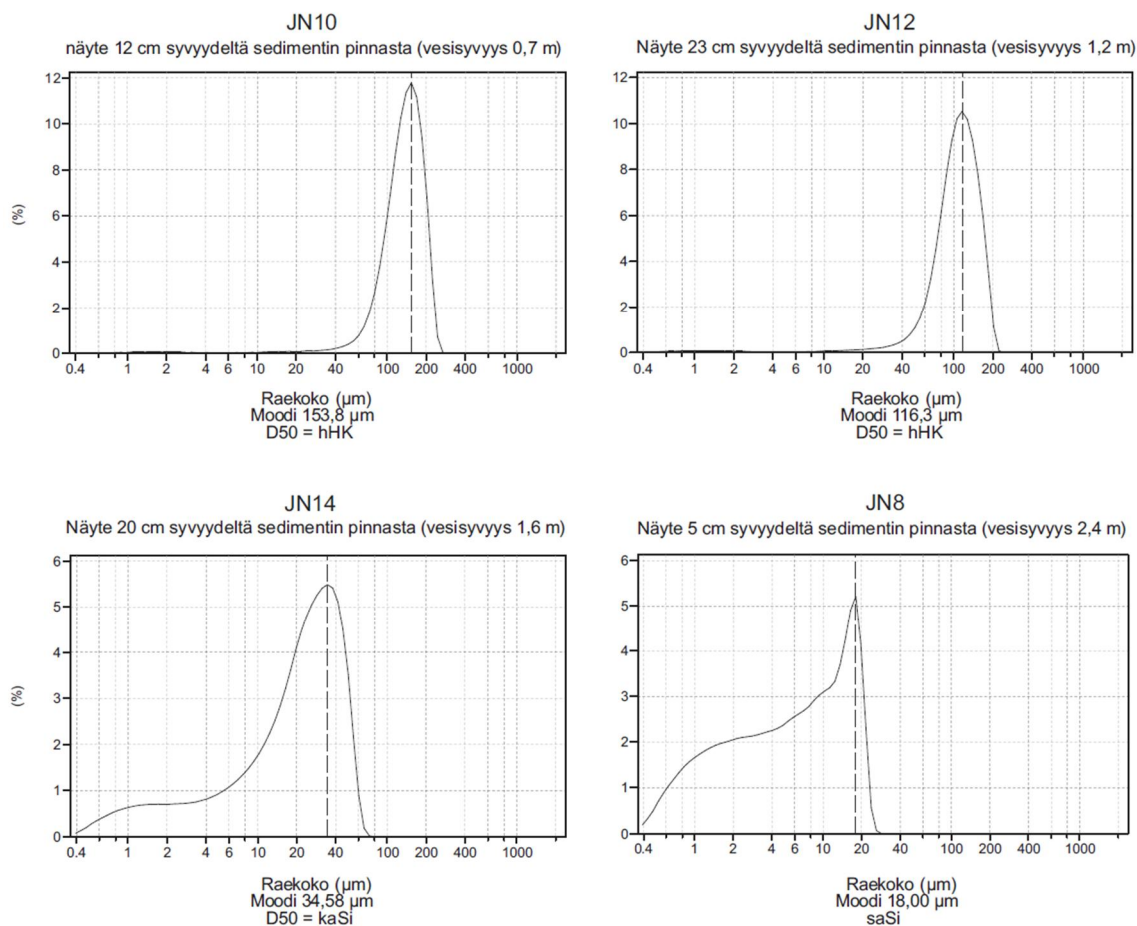 JN10
näyte 12 cm syvyydeltä sedimentin pinnasta (vesisyvyys 0,7 m)
12
10
8
6
4
2
0
(%)
0.4 1 2 4 6 10 20 40 100 200 400 1000
Raekoko (µm)
Moodi 153,8 µm
D50 = hHK
JN12
Näyte 23 cm syvyydeltä sedimentin pinnasta (vesisyvyys 1,2 m)
12
10
8
6
4
2
0
0.4 1 2 4 6 10 20 40 100 200 400 1000
Raekoko (µm)
Moodi 116,3 µm
D50 = hHK
JN14
Näyte 20 cm syvyydeltä sedimentin pinnasta (vesisyvyys 1,6 m)
6
5
4
3
2
1
0
(%)
0.4 1 2 4 6 10 20 40 100 200 400 1000
Raekoko (µm)
Moodi 34,58 µm
D50 = kaSi
JN8
Näyte 5 cm syvyydeltä sedimentin pinnasta (vesisyvyys 2,4 m)
6
5
4
3
2
1
0
0.4 1 2 4 6 10 20 40 100 200 400 1000
Raekoko (µm)
Moodi 18,00 µm
saSi